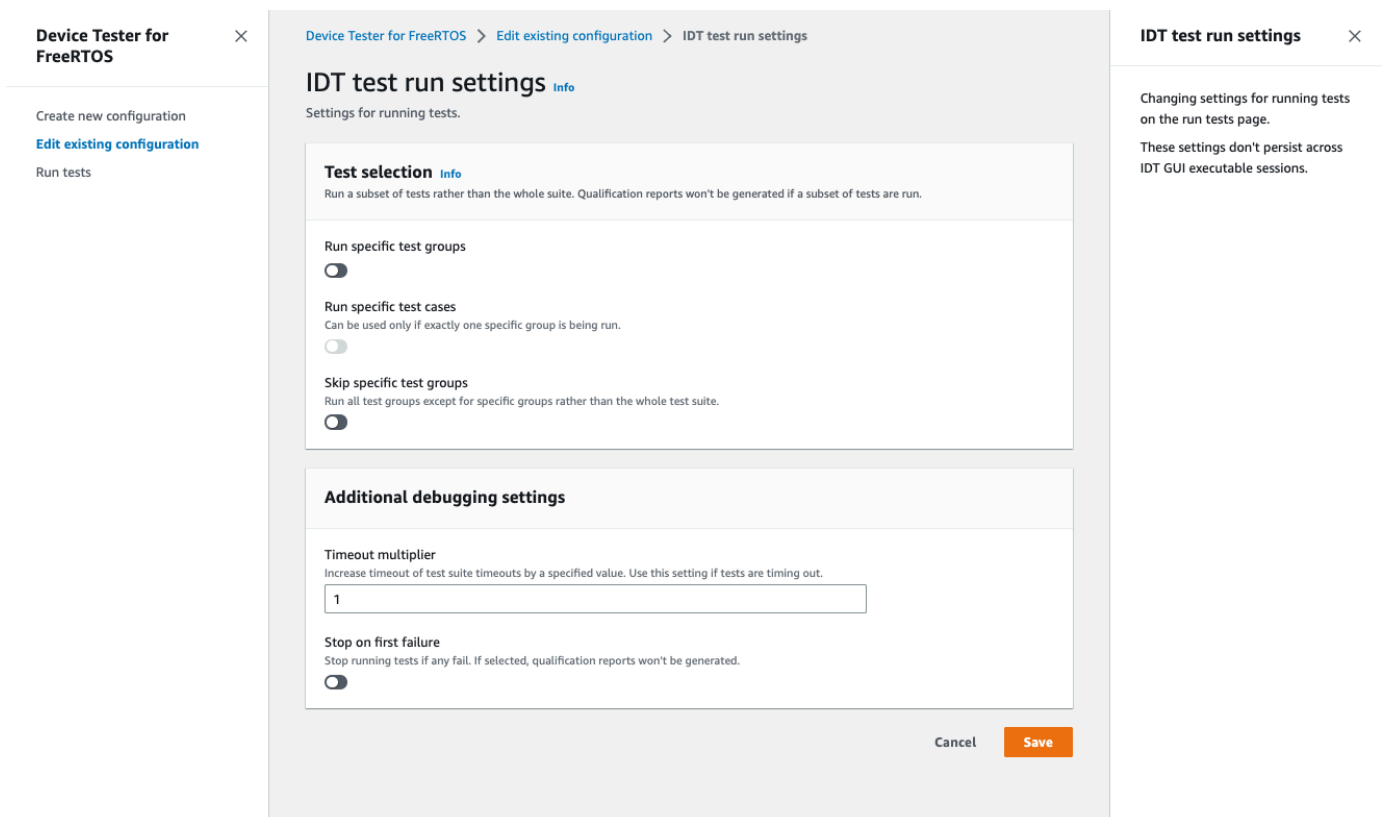 Device Tester for
FreeRTOS
Create new configuration
Edit existing configuration
Run tests
Device Tester for FreeRTOS > Edit existing configuration > IDT test run settings
IDT test run settings Info
Settings for running tests.
Test selection Info
Run a subset of tests rather than the whole suite. Qualification reports won't be generated if a subset of tests are run.
Run specific test groups
Run specific test cases
Can be used only if exactly one specific group is being run.
Skip specific test groups
Run all test groups except for specific groups rather than the whole test suite.
Additional debugging settings
Timeout multiplier
Increase timeout of test suite timeouts by a specified value. Use this setting if tests are timing out.
1
Stop on first failure
Stop running tests if any fail. If selected, qualification reports won't be generated.
Cancel
Save
IDT test run settings
Changing settings for running tests
on the run tests page.
These settings don't persist across
IDT GUI executable sessions.